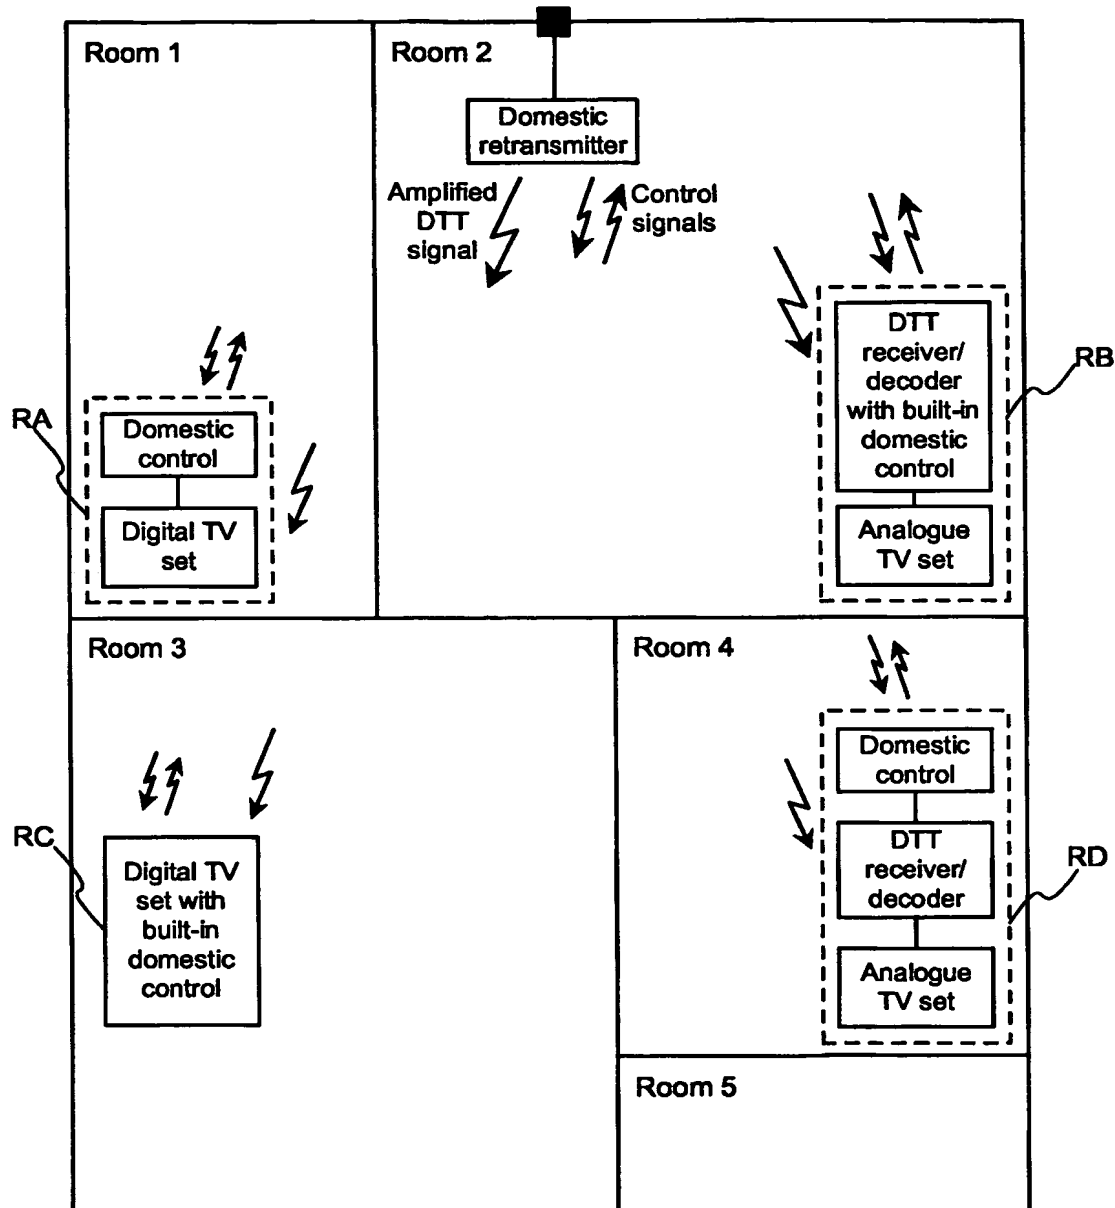 Room 1
Room 2
Domestic
retransmitter
Amplified
DTT
signal
Control
signals
RA
Domestic
control
Digital TV
set
DTT
receiver/
decoder
with built-in
domestic
control
Analogue
TV set
RB
Room 3
Room 4
RC
Digital TV
set with
built-in
domestic
control
Domestic
control
DTT
receiver/
decoder
Analogue
TV set
RD
Room 5